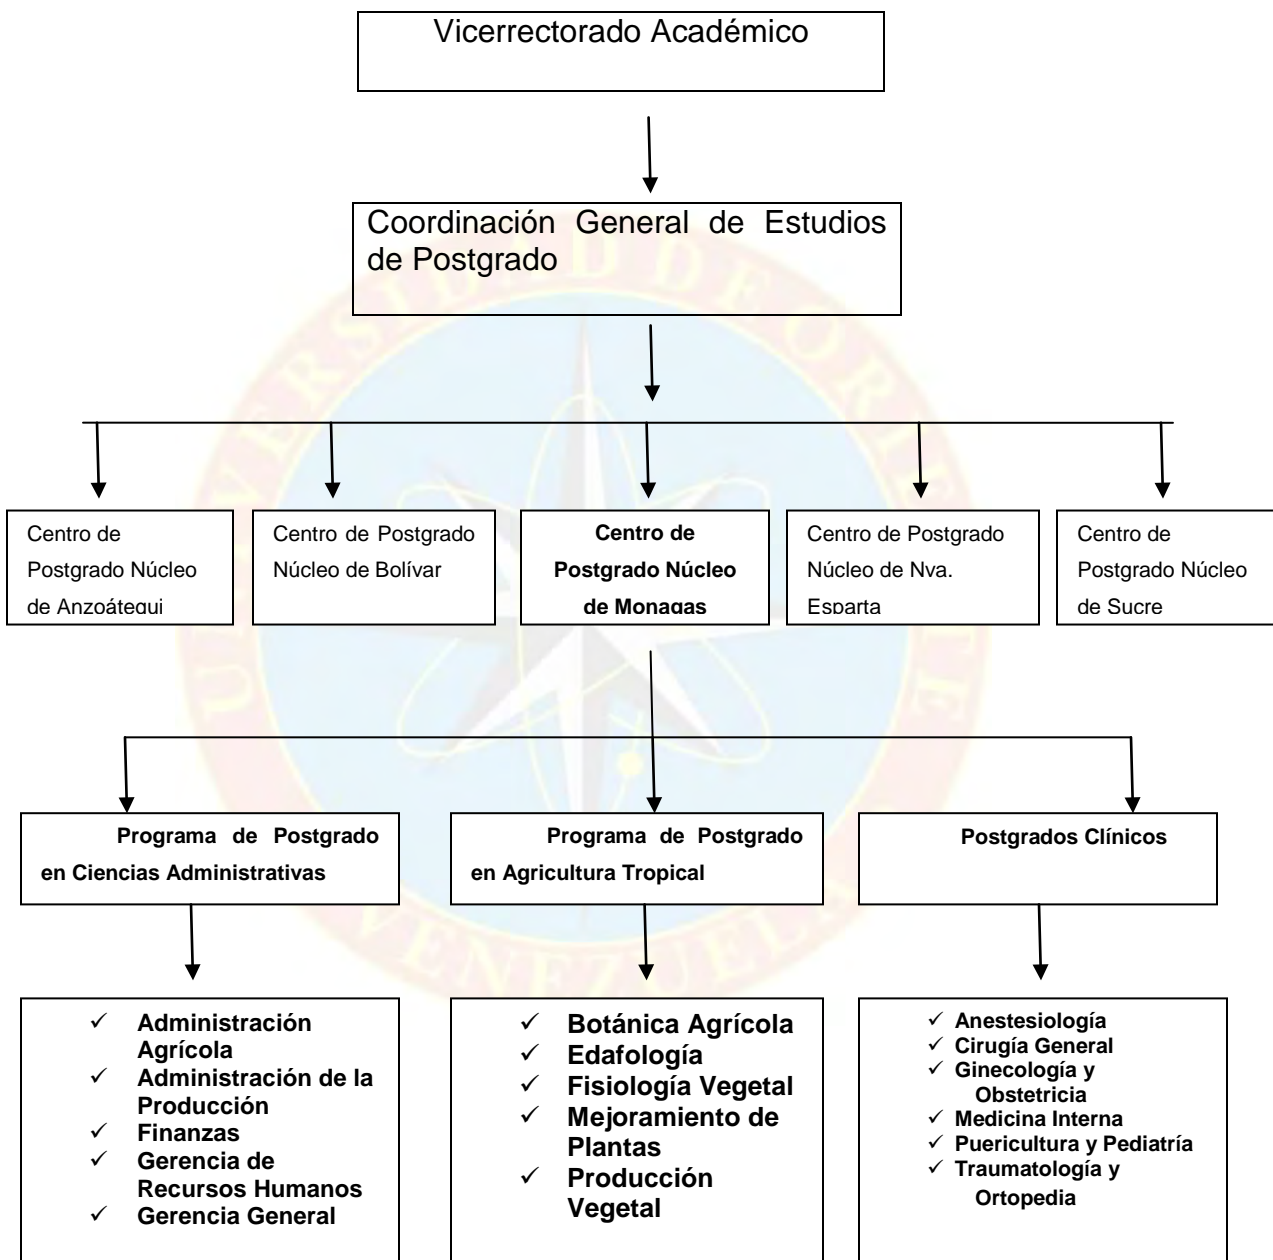 Vicerrectorado Académico
Coordinación General de Estudios
de Postgrado
Centro de
Postgrado Núcleo
de Anzoátegui
Centro de Postgrado
Núcleo de Bolívar
Centro de
Postgrado Núcleo
de Monagas
Centro de Postgrado
Núcleo de Nva.
Esparta
Centro de
Postgrado Núcleo
de Sucre
Programa de Postgrado
en Ciencias Administrativas
Programa de Postgrado
en Agricultura Tropical
Postgrados Clínicos
✓ Administración
Agrícola
✓ Administración de la
Producción
✓ Finanzas
✓ Gerencia de
Recursos Humanos
✓ Gerencia General
✓ Botánica Agrícola
✓ Edafología
✓ Fisiología Vegetal
✓ Mejoramiento de
Plantas
✓ Producción
Vegetal
✓ Anestesiología
✓ Cirugía General
✓ Ginecología y
Obstetricia
✓ Medicina Interna
✓ Puericultura y Pediatría
✓ Traumatología y
Ortopedia
UNIVERSIDAD DE ORIENTE
VENEZUELA